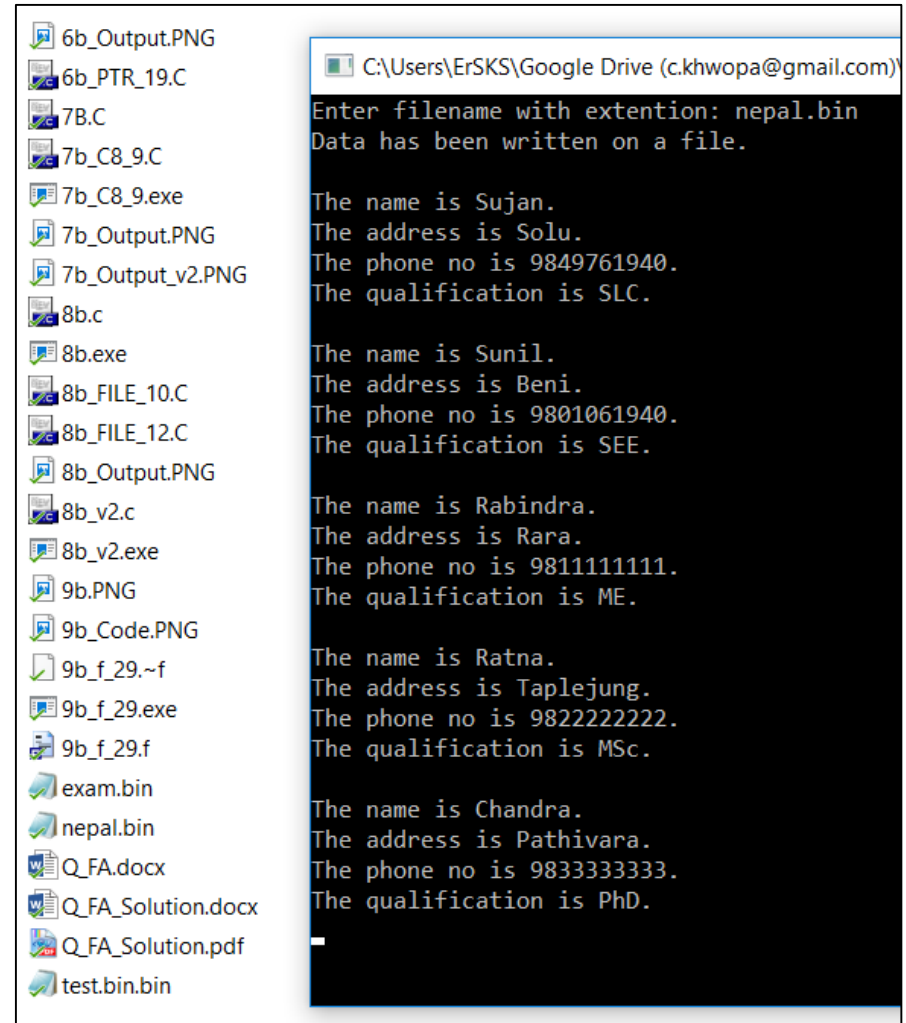 6b_Output.PNG
6b_PTR_19.C
7B.C
7b_C8_9.C
7b_C8_9.exe
7b_Output.PNG
7b_Output_v2.PNG
8b.c
8b.exe
8b_FILE_10.C
8b_FILE_12.C
8b_Output.PNG
8b_v2.c
8b_v2.exe
9b.PNG
9b_Code.PNG
9b_f_29.~f
9b_f_29.exe
9b_f_29.f
exam.bin
nepal.bin
Q_FA.docx
Q_FA_Solution.docx
Q_FA_Solution.pdf
test.bin.bin
C:\Users\ErSKS\Google Drive (c.khwopa@gmail.com)\
Enter filename with extention: nepal.bin
Data has been written on a file.
The name is Sujan.
The address is Solu.
The phone no is 9849761940.
The qualification is SLC.
The name is Sunil.
The address is Beni.
The phone no is 9801061940.
The qualification is SEE.
The name is Rabindra.
The address is Rara.
The phone no is 9811111111.
The qualification is ME.
The name is Ratna.
The address is Taplejung.
The phone no is 9822222222.
The qualification is MSc.
The name is Chandra.
The address is Pathivara.
The phone no is 9833333333.
The qualification is PhD.